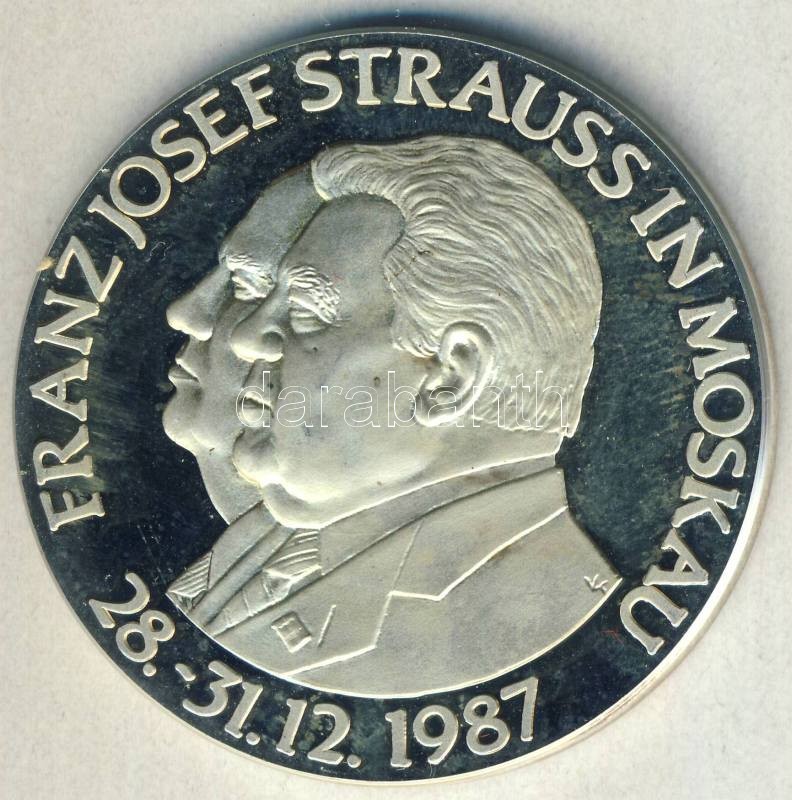 FRANZ JOSEF STRAUSS IN MOSKAU
28.-31.12.1987
darabanth